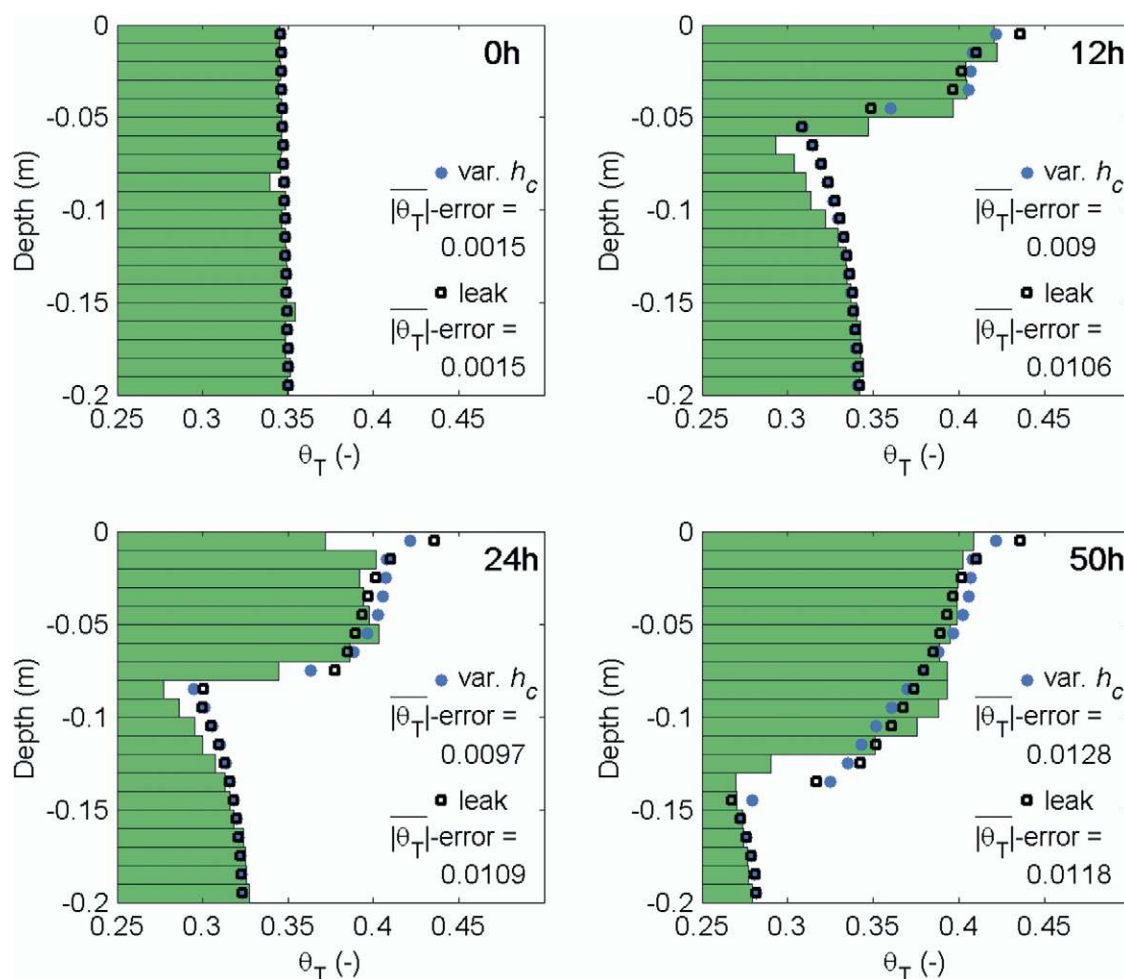 0
-0.05
-0.1
-0.15
-0.2
Depth (m)
0h
var. h_c
|θ_T|-error =
0.0015
leak
|θ_T|-error =
0.0015
0.25 0.3 0.35 0.4 0.45
θ_T (-)
0
-0.05
-0.1
-0.15
-0.2
Depth (m)
12h
var. h_c
|θ_T|-error =
0.009
leak
|θ_T|-error =
0.0106
0.25 0.3 0.35 0.4 0.45
θ_T (-)
0
-0.05
-0.1
-0.15
-0.2
Depth (m)
24h
var. h_c
|θ_T|-error =
0.0097
leak
|θ_T|-error =
0.0109
0.25 0.3 0.35 0.4 0.45
θ_T (-)
0
-0.05
-0.1
-0.15
-0.2
Depth (m)
50h
var. h_c
|θ_T|-error =
0.0128
leak
|θ_T|-error =
0.0118
0.25 0.3 0.35 0.4 0.45
θ_T (-)